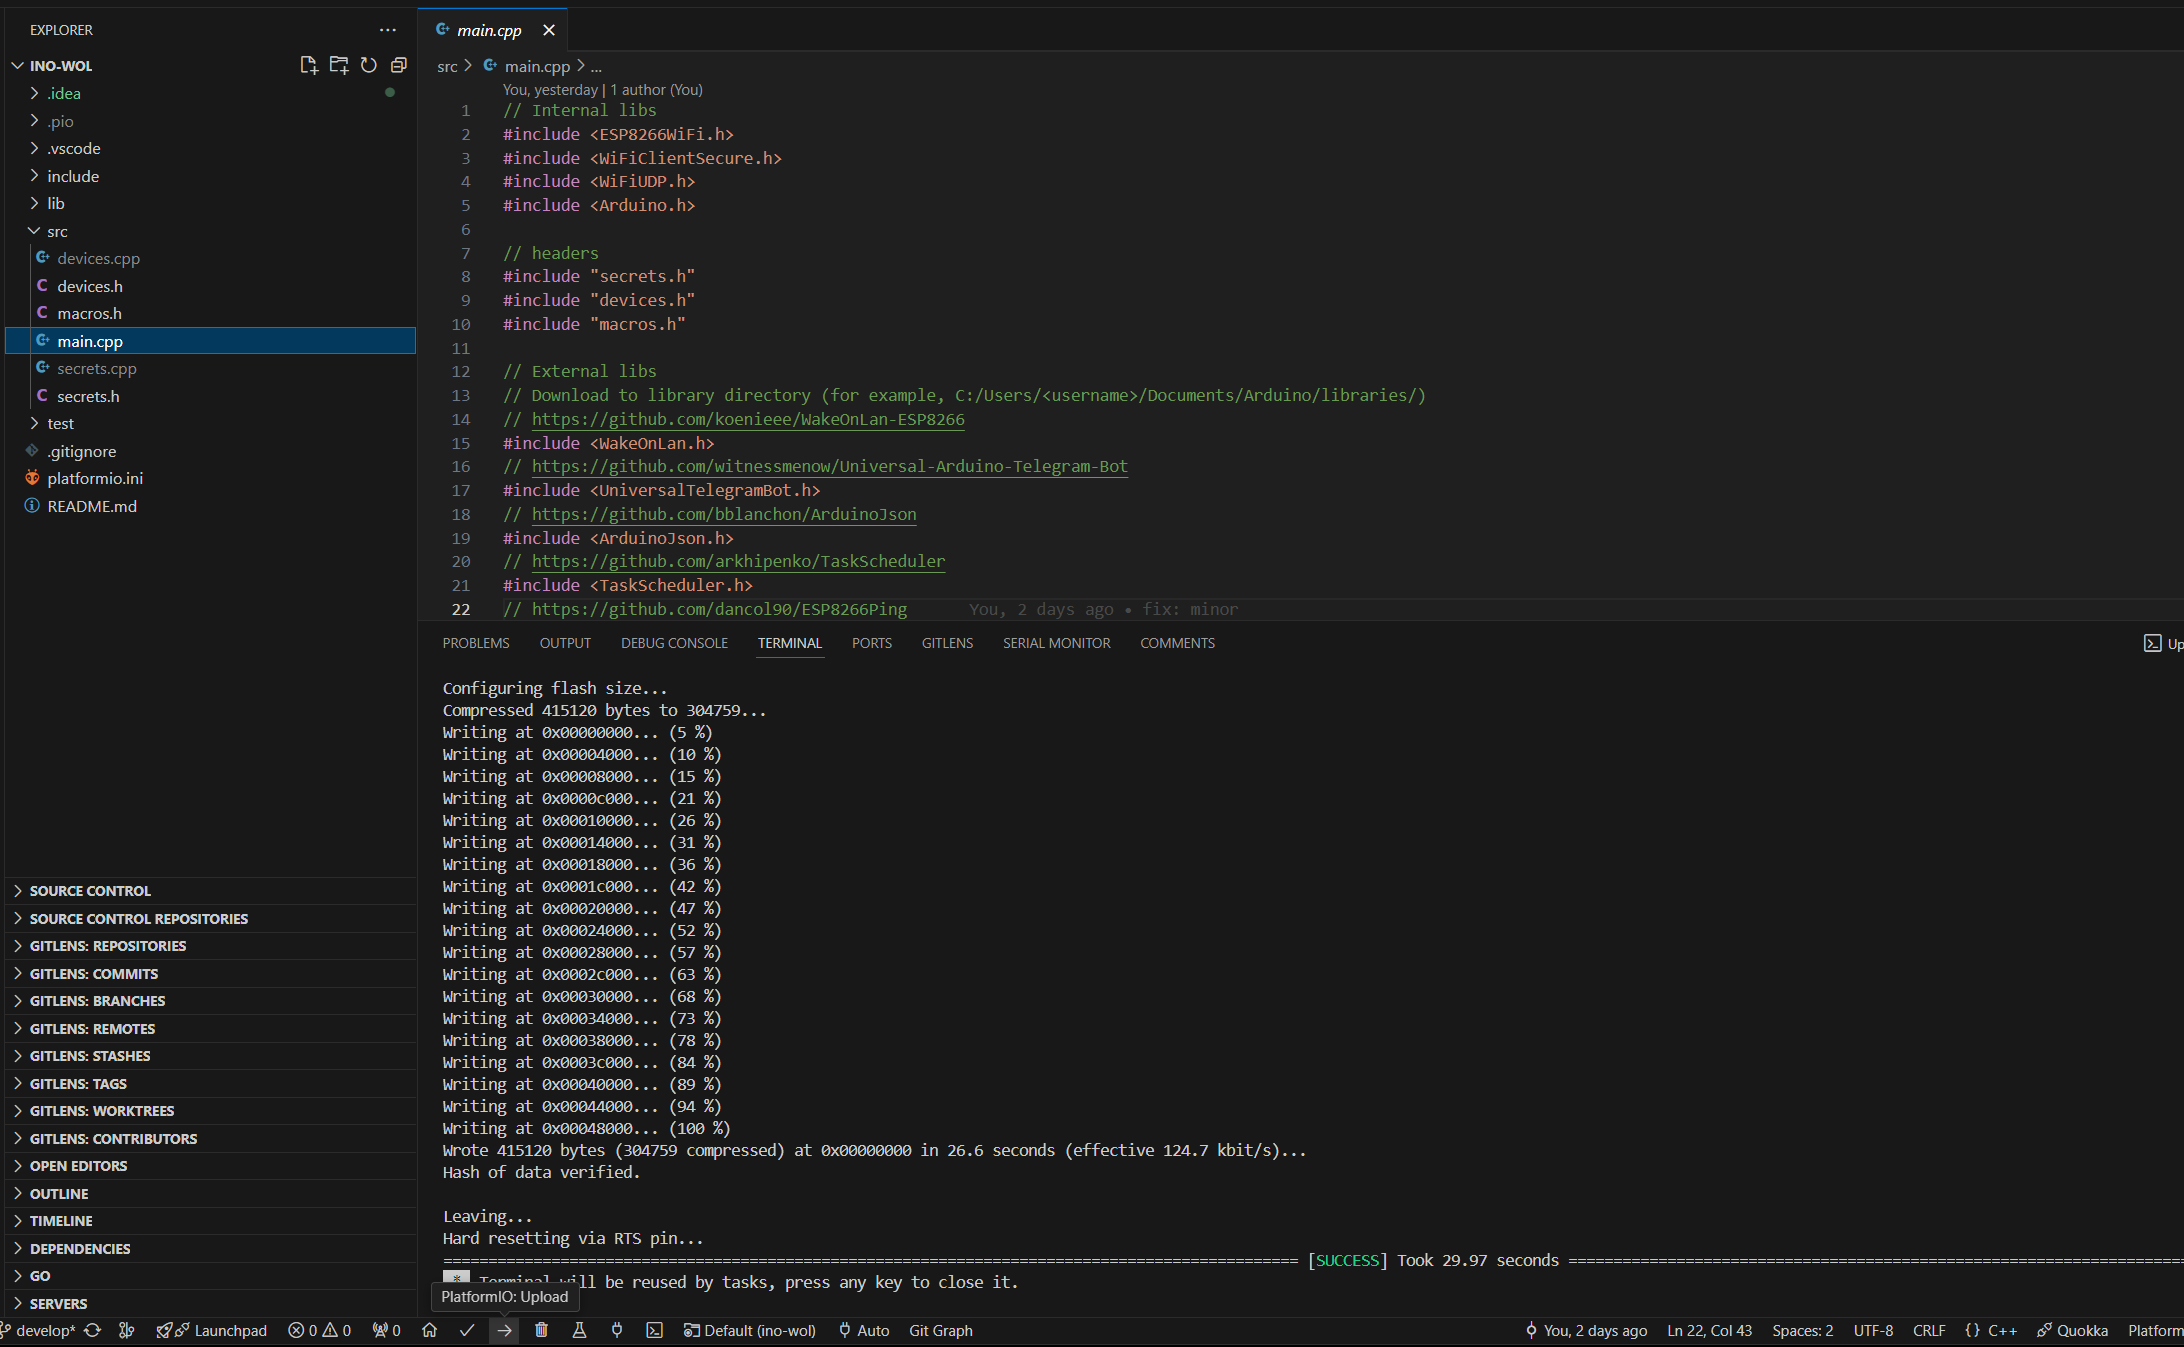 EXPLORER
INO-WOL
.idea
.pio
.vscode
include
lib
src
devices.cpp
devices.h
macros.h
main.cpp
secrets.cpp
secrets.h
test
.gitignore
platformio.ini
README.md
SOURCE CONTROL
SOURCE CONTROL REPOSITORIES
GITLENS: REPOSITORIES
GITLENS: COMMITS
GITLENS: BRANCHES
GITLENS: REMOTES
GITLENS: STASHES
GITLENS: TAGS
GITLENS: WORKTREES
GITLENS: CONTRIBUTORS
OPEN EDITORS
OUTLINE
TIMELINE
DEPENDENCIES
GO
SERVERS
main.cpp
src > main.cpp > ...
You, yesterday | 1 author (You)
1 // Internal libs
2 #include <ESP8266WiFi.h>
3 #include <WiFiClientSecure.h>
4 #include <WiFiUDP.h>
5 #include <Arduino.h>
6
7 // headers
8 #include "secrets.h"
9 #include "devices.h"
10 #include "macros.h"
11
12 // External libs
13 // Download to library directory (for example, C:/Users/<username>/Documents/Arduino/libraries/)
14 // https://github.com/koenieee/WakeOnLan-ESP8266
15 #include <WakeOnLan.h>
16 // https://github.com/witnessmenow/Universal-Arduino-Telegram-Bot
17 #include <UniversalTelegramBot.h>
18 // https://github.com/bblanchon/ArduinoJson
19 #include <ArduinoJson.h>
20 // https://github.com/arkhipenko/TaskScheduler
21 #include <TaskScheduler.h>
22 // https://github.com/dancol90/ESP8266Ping You, 2 days ago • fix: minor
PROBLEMS OUTPUT DEBUG CONSOLE TERMINAL PORTS GITLENS SERIAL MONITOR COMMENTS Up
Configuring flash size...
Compressed 415120 bytes to 304759...
Writing at 0x00000000... (5 %)
Writing at 0x00004000... (10 %)
Writing at 0x00008000... (15 %)
Writing at 0x0000c000... (21 %)
Writing at 0x00010000... (26 %)
Writing at 0x00014000... (31 %)
Writing at 0x00018000... (36 %)
Writing at 0x0001c000... (42 %)
Writing at 0x00020000... (47 %)
Writing at 0x00024000... (52 %)
Writing at 0x00028000... (57 %)
Writing at 0x0002c000... (63 %)
Writing at 0x00030000... (68 %)
Writing at 0x00034000... (73 %)
Writing at 0x00038000... (78 %)
Writing at 0x0003c000... (84 %)
Writing at 0x00040000... (89 %)
Writing at 0x00044000... (94 %)
Writing at 0x00048000... (100 %)
Wrote 415120 bytes (304759 compressed) at 0x00000000 in 26.6 seconds (effective 124.7 kbit/s)...
Hash of data verified.
Leaving...
Hard resetting via RTS pin...
[SUCCESS] Took 29.97 seconds
* Terminal will be reused by tasks, press any key to close it.
PlatformIO: Upload
develop* Launchpad 0 0 0 Default (ino-wol) Auto Git Graph You, 2 days ago Ln 22, Col 43 Spaces: 2 UTF-8 CRLF {} C++ Quokka Platform